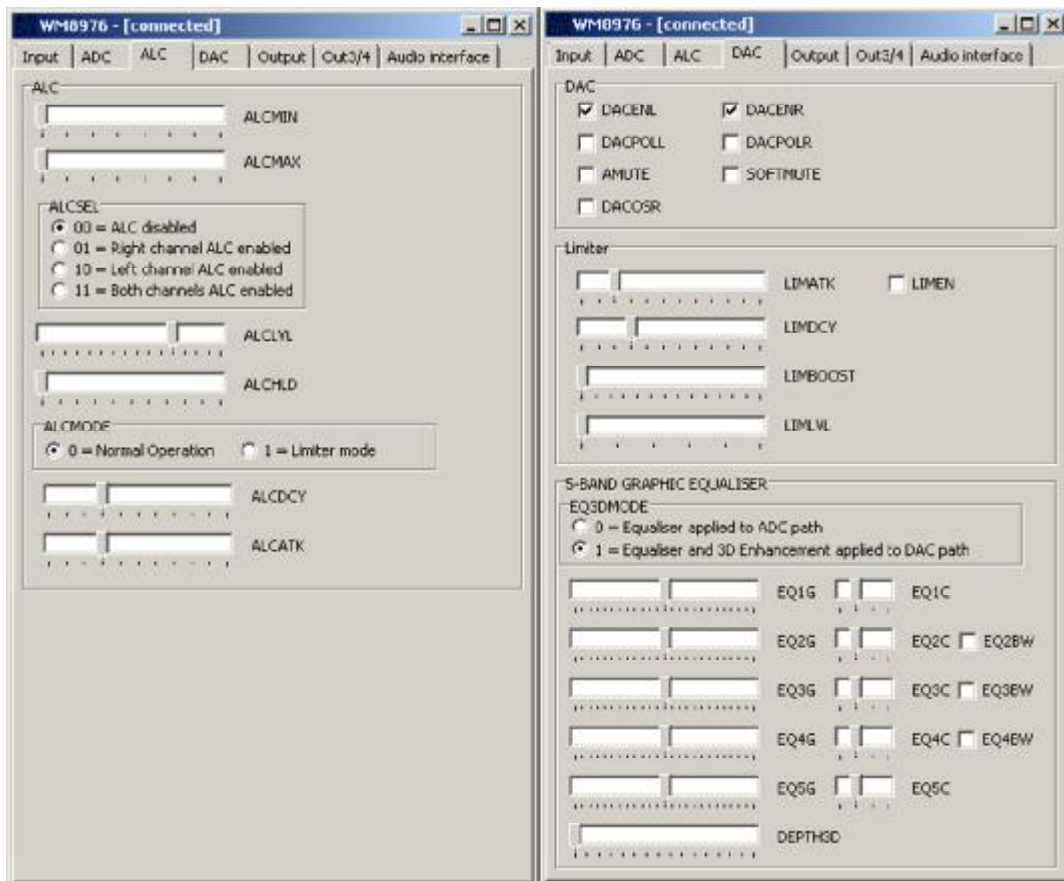 WM8976 - [connected]
Input ADC ALC DAC Output Out3/4 Audio interface
ALC
ALCMIN
ALCMAX
ALCSEL
00 = ALC disabled
01 = Right channel ALC enabled
10 = Left channel ALC enabled
11 = Both channels ALC enabled
ALCLVL
ALCHLD
ALCMODE
0 = Normal Operation 1 = Limiter mode
ALCDCY
ALCATK
WM8976 - [connected]
Input ADC ALC DAC Output Out3/4 Audio interface
DAC
DACENL DACENR
DACPOLL DACPOLR
AMUTE SOFTMUTE
DACOSR
Limiter
LIMATK LIMEN
LIMDCY
LIMBOOST
LIMLVL
5-BAND GRAPHIC EQUALISER
EQ3DMODE
0 = Equaliser applied to ADC path
1 = Equaliser and 3D Enhancement applied to DAC path
EQ1G EQ1C
EQ2G EQ2C EQ2BW
EQ3G EQ3C EQ3BW
EQ4G EQ4C EQ4BW
EQ5G EQ5C
DEPTH3D